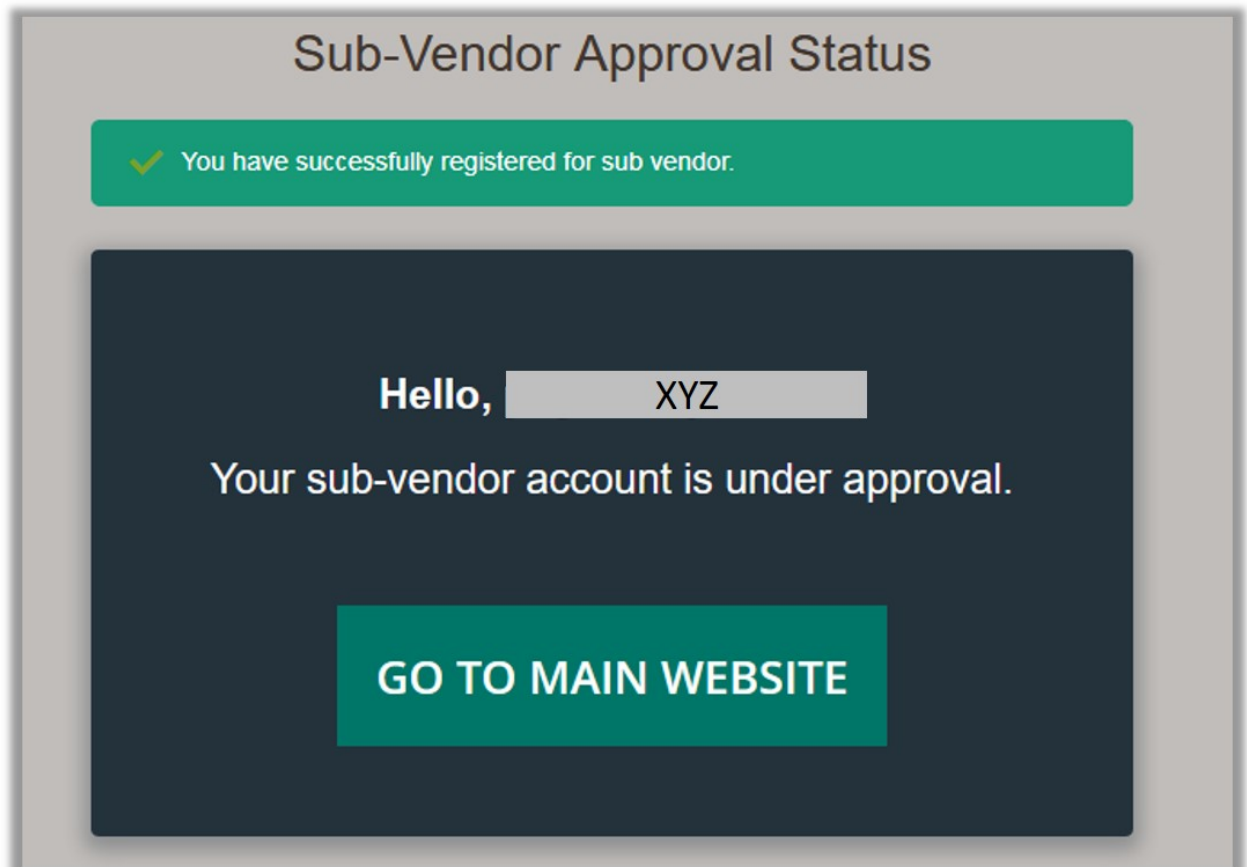 Sub-Vendor Approval Status
You have successfully registered for sub vendor.
Hello, XYZ
Your sub-vendor account is under approval.
GO TO MAIN WEBSITE